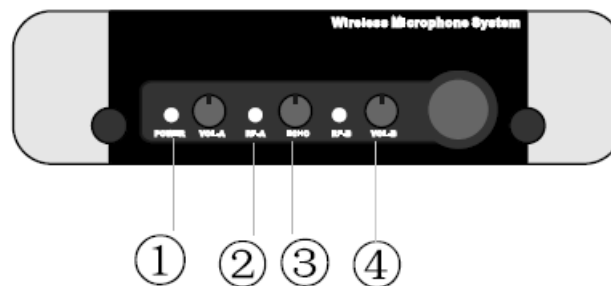 Wireless Microphone System
POWER VOL-A RF-A ECHO RF-B VOL-B
① ② ③ ④